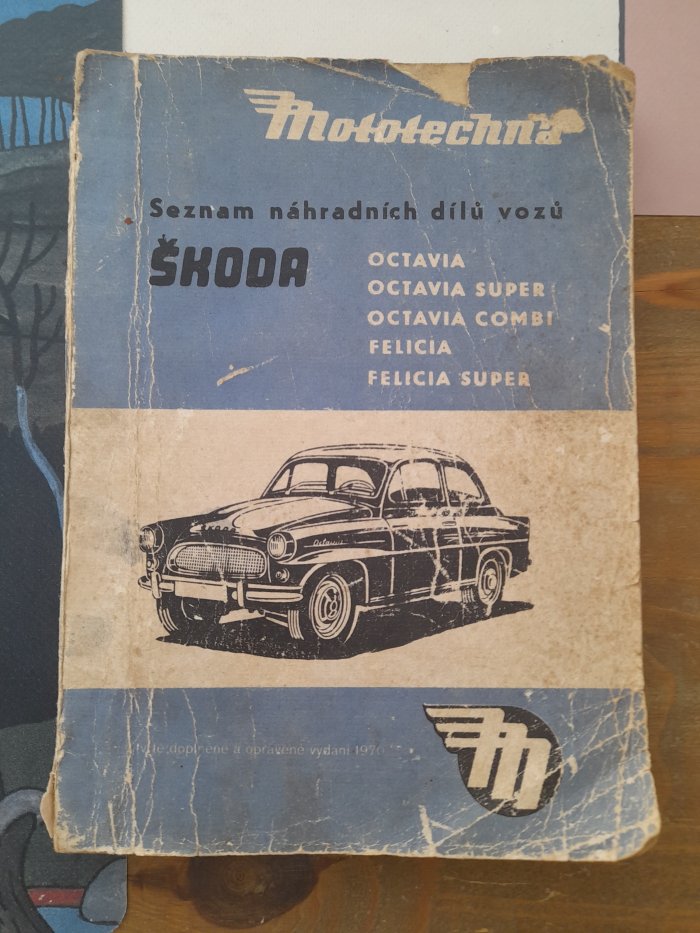 Mototechna
Seznam náhradních dílů vozů
ŠKODA
OCTAVIA
OCTAVIA SUPER
OCTAVIA COMBI
FELICIA
FELICIA SUPER
ŠKODA
Octavia
doplněné a opravené vydání 1970
M